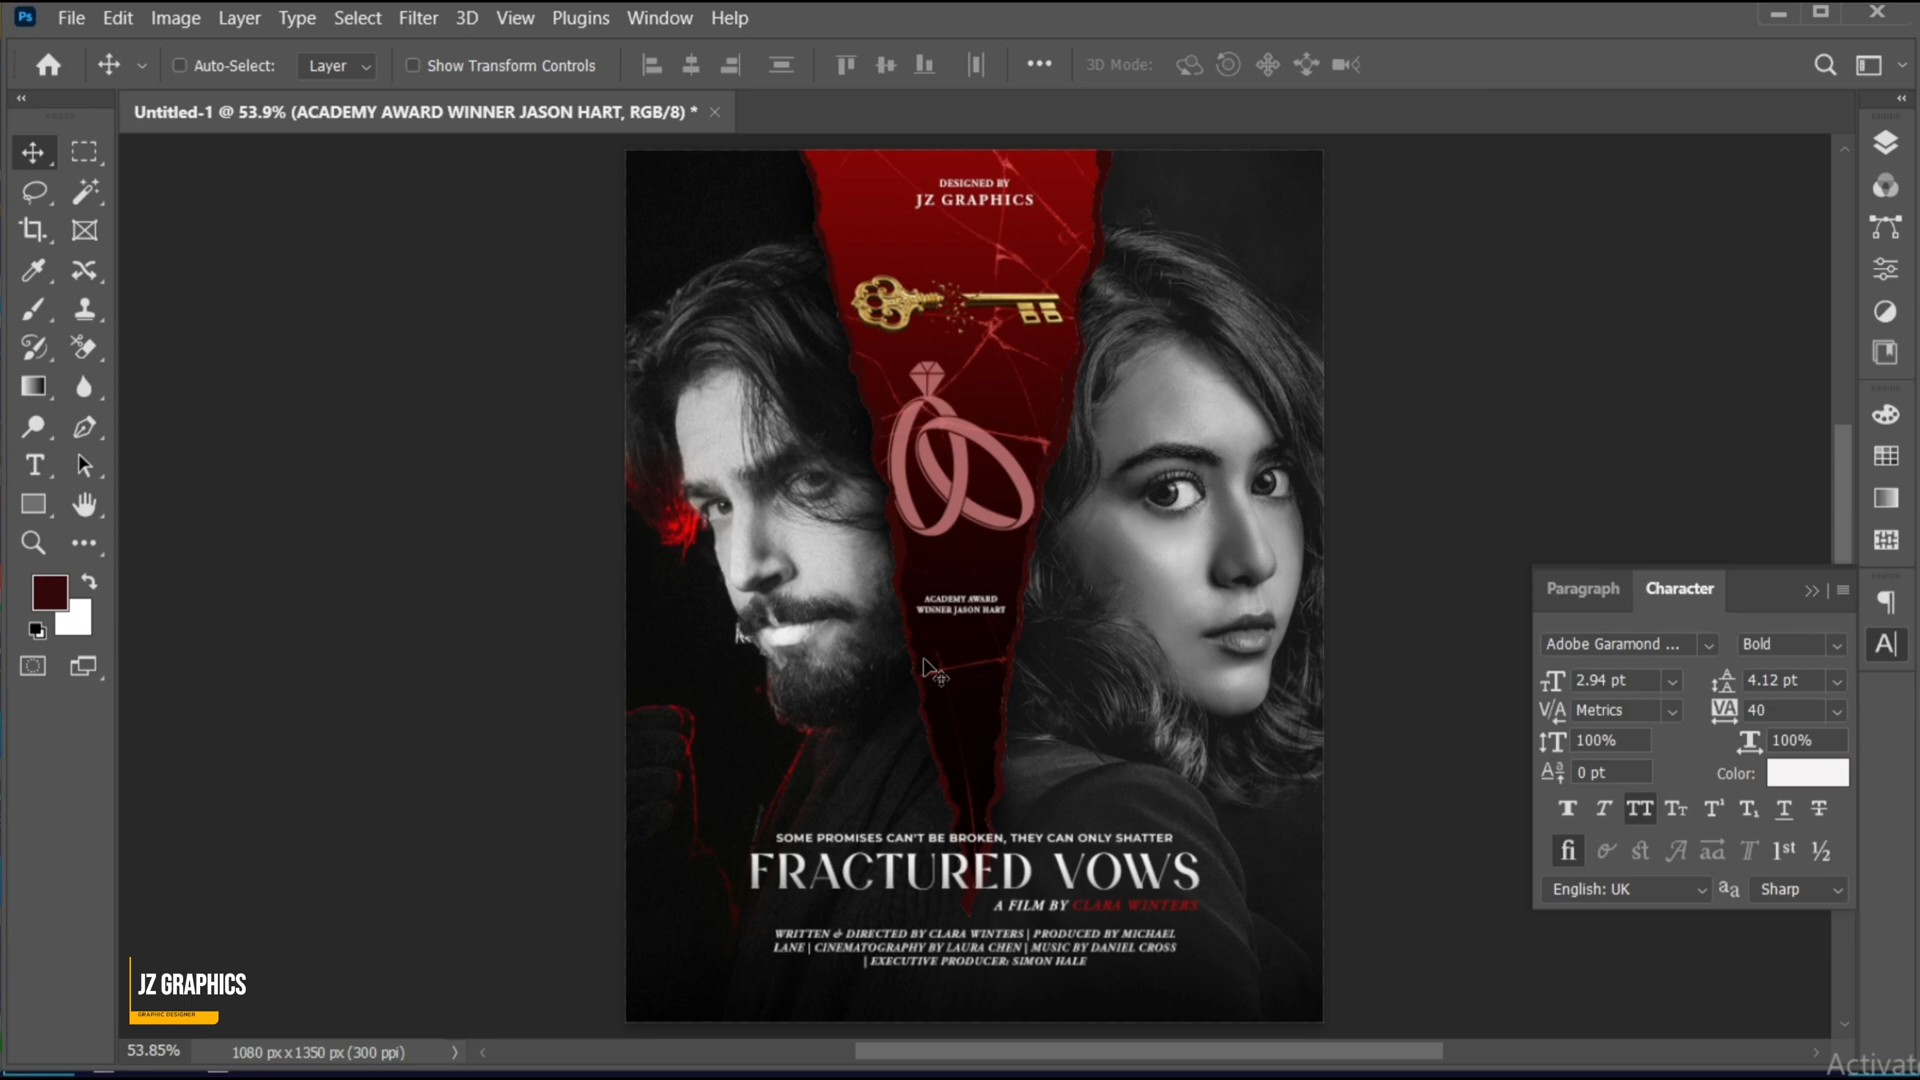 Ps File Edit Image Layer Type Select Filter 3D View Plugins Window Help
Auto-Select: Layer Show Transform Controls 3D Mode:
Untitled-1 @ 53.9% (ACADEMY AWARD WINNER JASON HART, RGB/8) *
DESIGNED BY
JZ GRAPHICS
ACADEMY AWARD
WINNER JASON HART
SOME PROMISES CAN'T BE BROKEN, THEY CAN ONLY SHATTER
FRACTURED VOWS
A FILM BY CLARA WINTERS
WRITTEN & DIRECTED BY CLARA WINTERS | PRODUCED BY MICHAEL
LANE | CINEMATOGRAPHY BY LAURA CHEN | MUSIC BY DANIEL CROSS
| EXECUTIVE PRODUCER: SIMON HALE
Paragraph Character
Adobe Garamond ... Bold
2.94 pt 4.12 pt
Metrics 40
100% 100%
0 pt Color:
English: UK aa Sharp
JZ GRAPHICS
GRAPHIC DESIGNER
53.85% 1080 px x 1350 px (300 ppi)